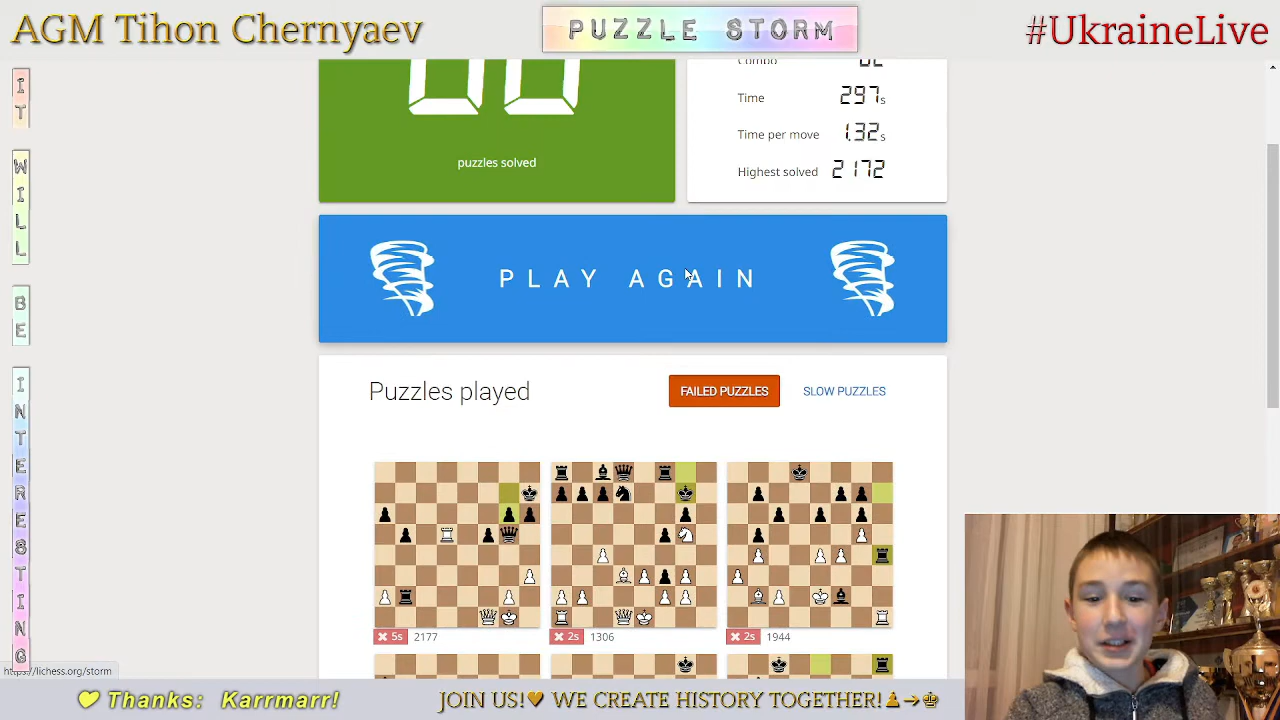 AGM Tihon Chernyaev
PUZZLE STORM
#UkraineLive
IT WILL BE INTERESTING
puzzles solved
Time 297s
Time per move 1.32s
Highest solved 2172
PLAY AGAIN
Puzzles played
FAILED PUZZLES
SLOW PUZZLES
5s 2177
2s 1306
2s 1944
https://lichess.org/storm
Thanks: Karrmarr!
JOIN US! WE CREATE HISTORY TOGETHER!